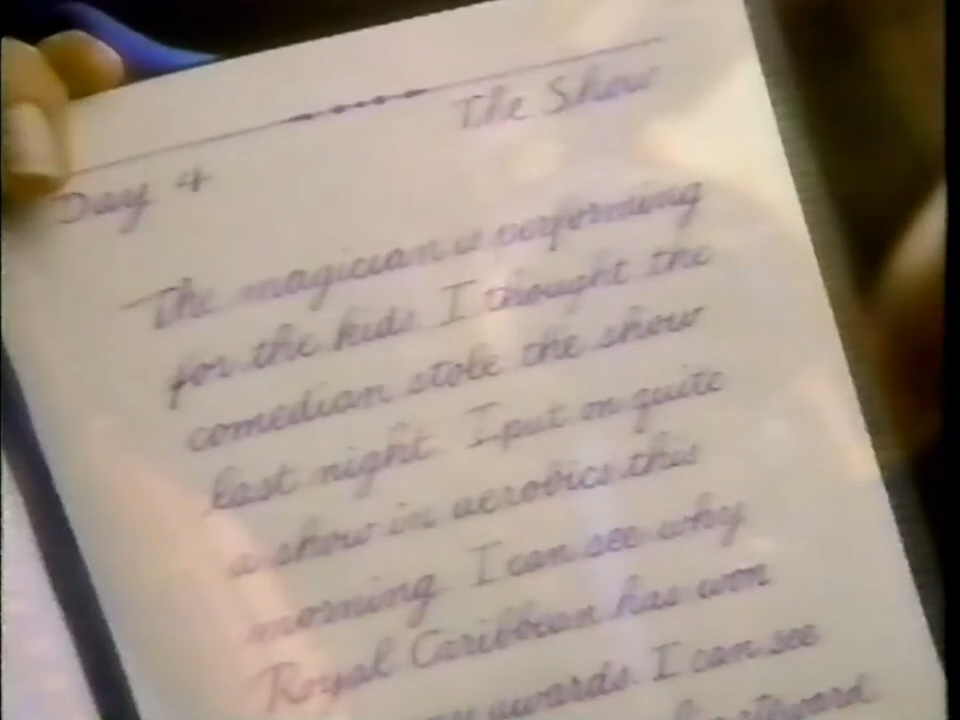 The Show
Day 4
The magician is performing
for the kids. I thought the
comedian stole the show
last night. I put on quite
a show in aerobics this
morning. I can see why
Royal Caribbean has won
awards. I can see